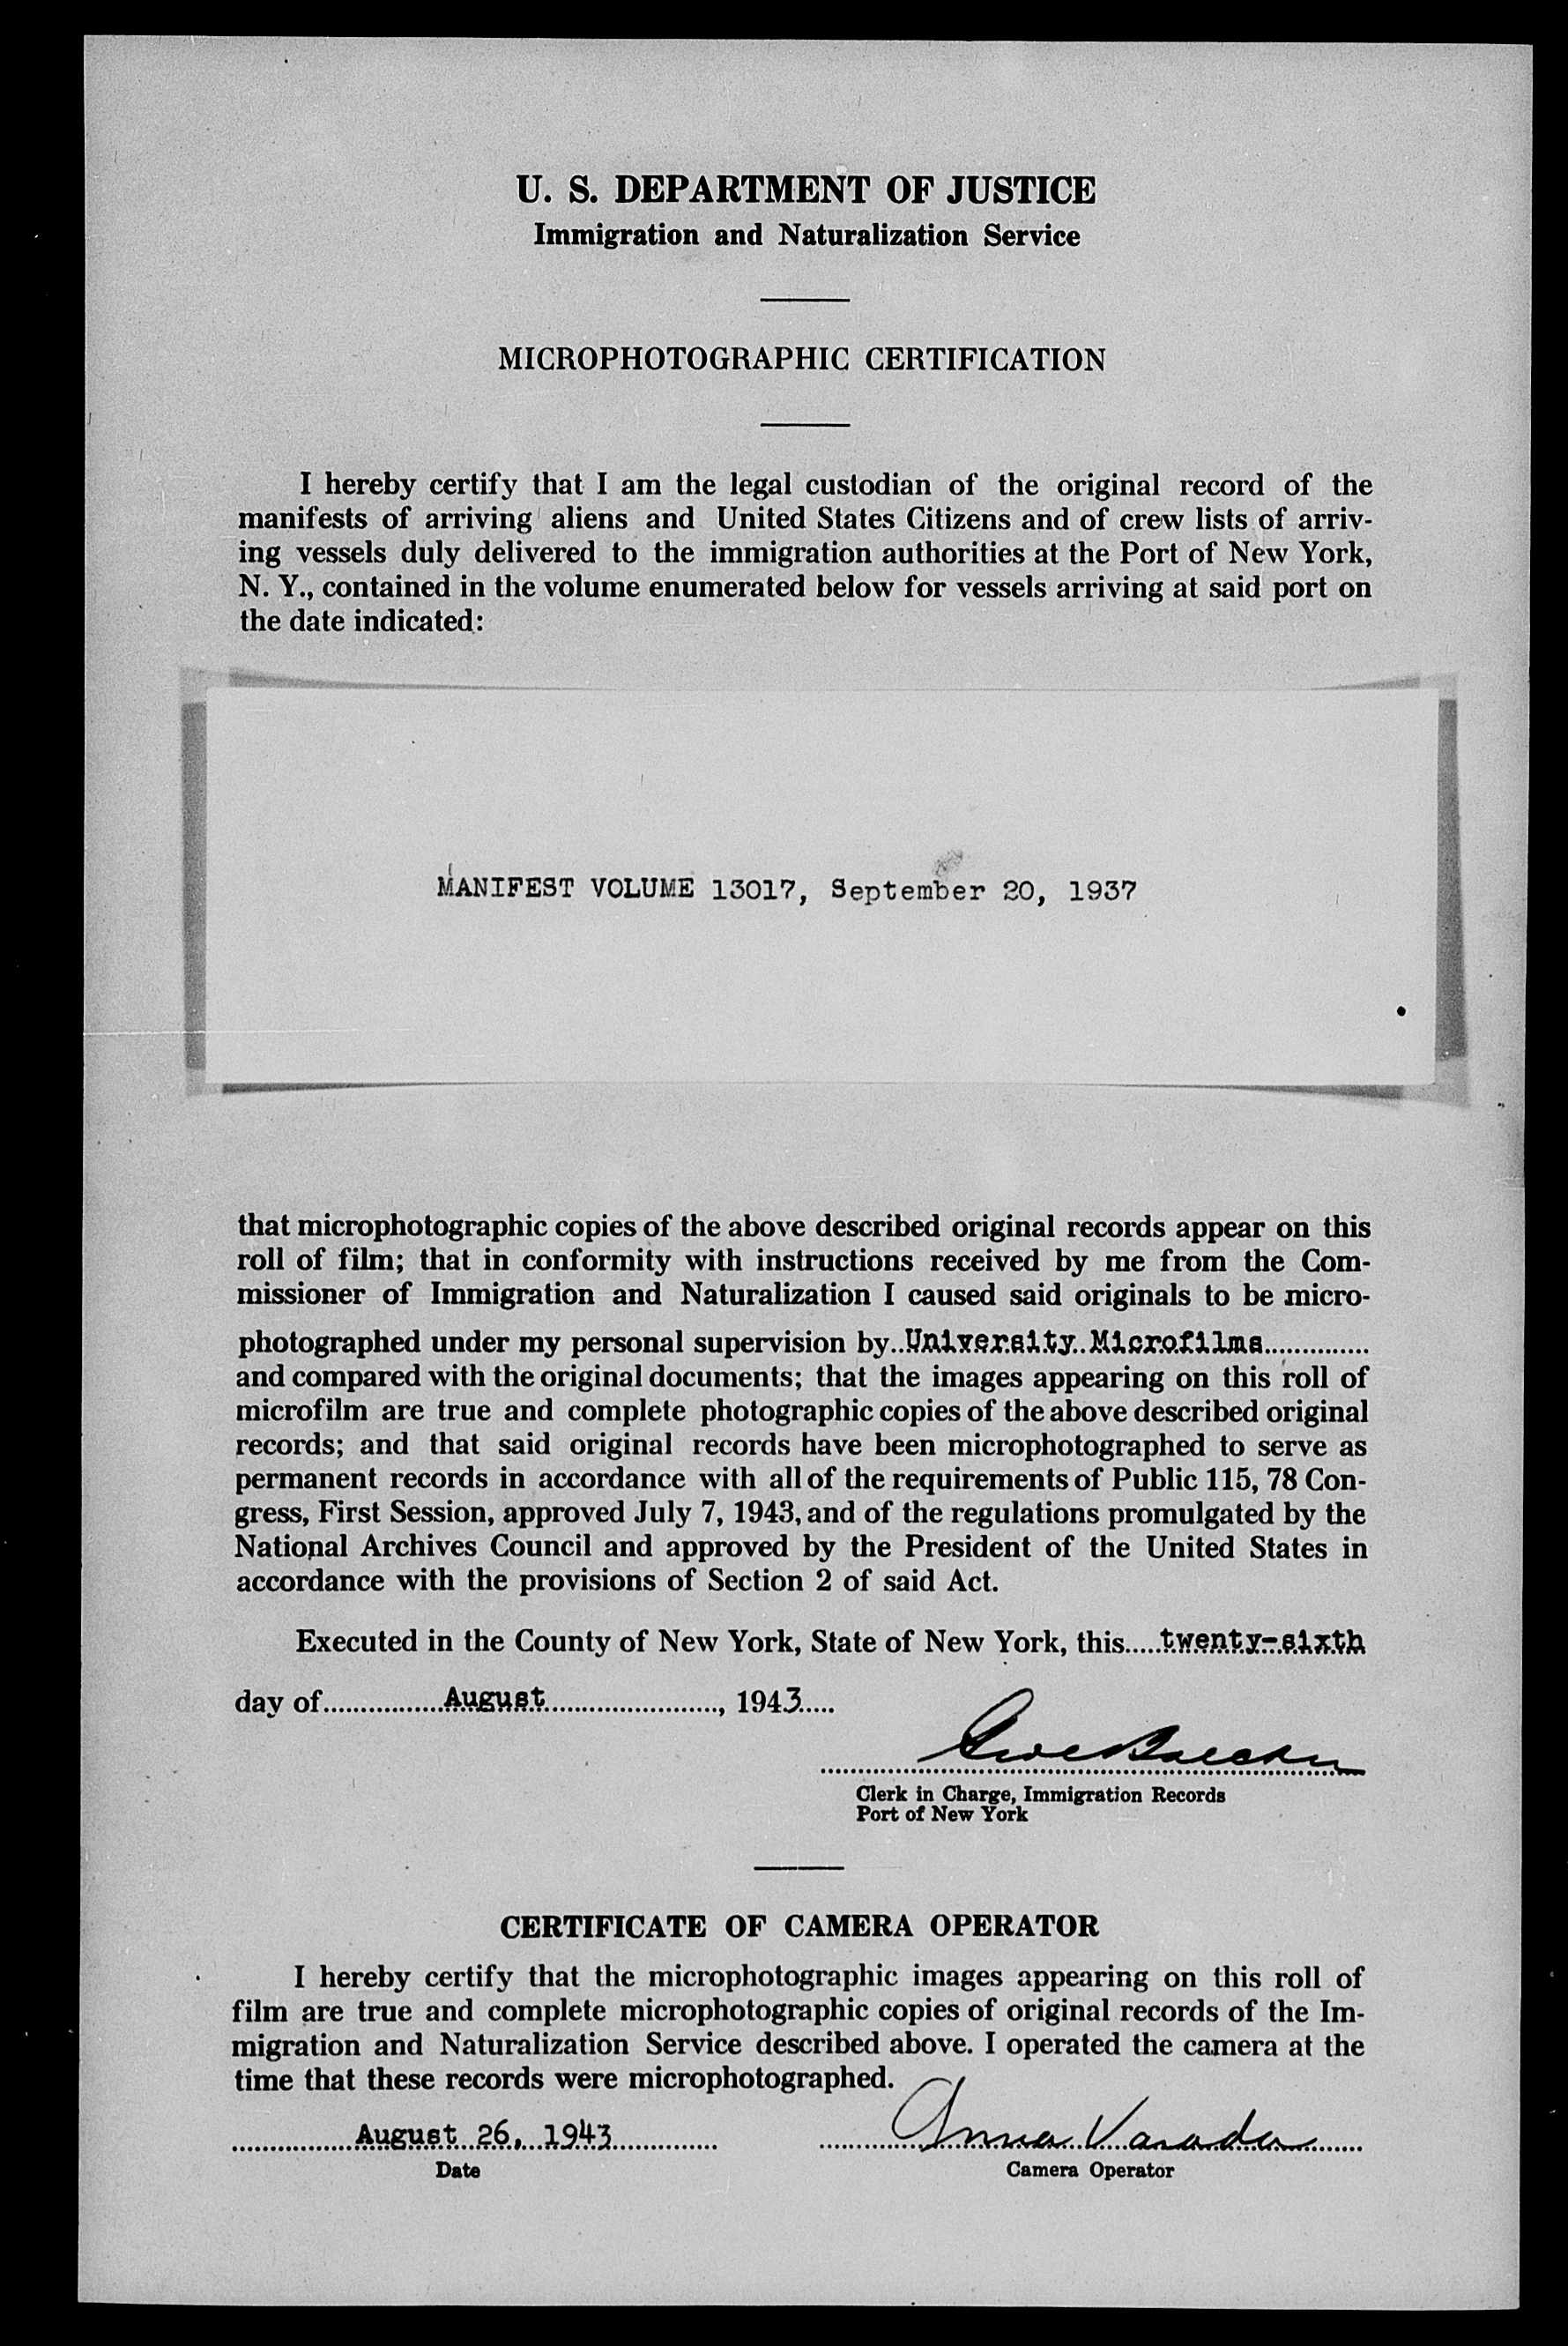 U. S. DEPARTMENT OF JUSTICE
Immigration and Naturalization Service
MICROPHOTOGRAPHIC CERTIFICATION
I hereby certify that I am the legal custodian of the original record of the
manifests of arriving aliens and United States Citizens and of crew lists of arriv-
ing vessels duly delivered to the immigration authorities at the Port of New York,
N. Y., contained in the volume enumerated below for vessels arriving at said port on
the date indicated:
MANIFEST VOLUME 13017, September 20, 1937
that microphotographic copies of the above described original records appear on this
roll of film; that in conformity with instructions received by me from the Com-
missioner of Immigration and Naturalization I caused said originals to be micro-
photographed under my personal supervision by..University Microfilms..............
and compared with the original documents; that the images appearing on this roll of
microfilm are true and complete photographic copies of the above described original
records; and that said original records have been microphotographed to serve as
permanent records in accordance with all of the requirements of Public 115, 78 Con-
gress, First Session, approved July 7, 1943, and of the regulations promulgated by the
National Archives Council and approved by the President of the United States in
accordance with the provisions of Section 2 of said Act.
Executed in the County of New York, State of New York, this.....twenty-sixth
day of................August......................., 1943.....
Clerk in Charge, Immigration Records
Port of New York
CERTIFICATE OF CAMERA OPERATOR
I hereby certify that the microphotographic images appearing on this roll of
film are true and complete microphotographic copies of original records of the Im-
migration and Naturalization Service described above. I operated the camera at the
time that these records were microphotographed.
August 26, 1943 Anna Varada
Date Camera Operator